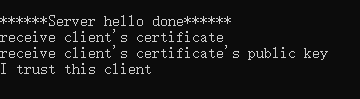 ******Server hello done******
receive client's certificate
receive client's certificate's public key
I trust this client